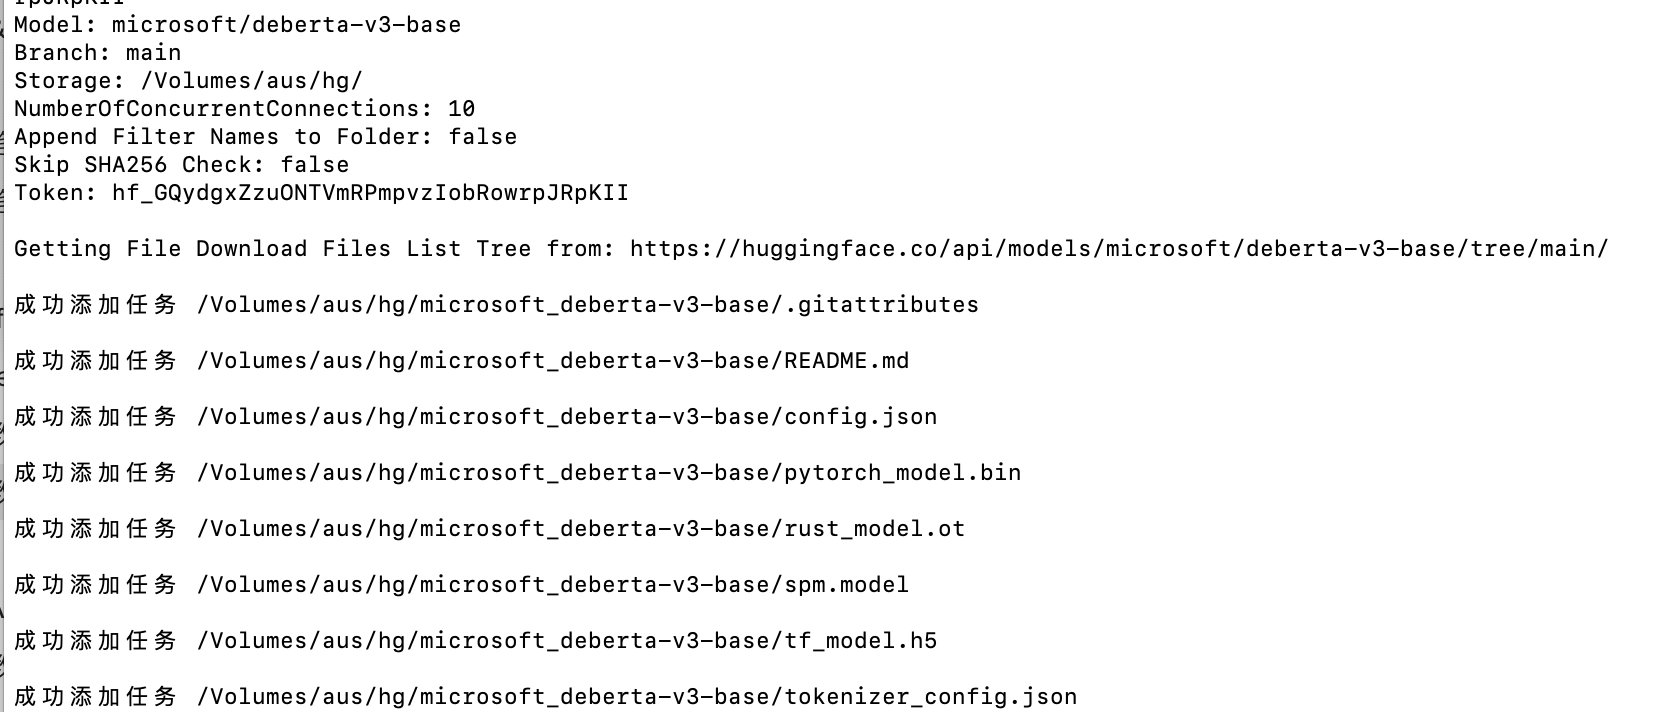 Model: microsoft/deberta-v3-base
Branch: main
Storage: /Volumes/aus/hg/
NumberOfConcurrentConnections: 10
Append Filter Names to Folder: false
Skip SHA256 Check: false
Token: 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
Getting File Download Files List Tree from: https://huggingface.co/api/models/microsoft/deberta-v3-base/tree/main/
成功添加任务 /Volumes/aus/hg/microsoft_deberta-v3-base/.gitattributes
成功添加任务 /Volumes/aus/hg/microsoft_deberta-v3-base/README.md
成功添加任务 /Volumes/aus/hg/microsoft_deberta-v3-base/config.json
成功添加任务 /Volumes/aus/hg/microsoft_deberta-v3-base/pytorch_model.bin
成功添加任务 /Volumes/aus/hg/microsoft_deberta-v3-base/rust_model.ot
成功添加任务 /Volumes/aus/hg/microsoft_deberta-v3-base/spm.model
成功添加任务 /Volumes/aus/hg/microsoft_deberta-v3-base/tf_model.h5
成功添加任务 /Volumes/aus/hg/microsoft_deberta-v3-base/tokenizer_config.json